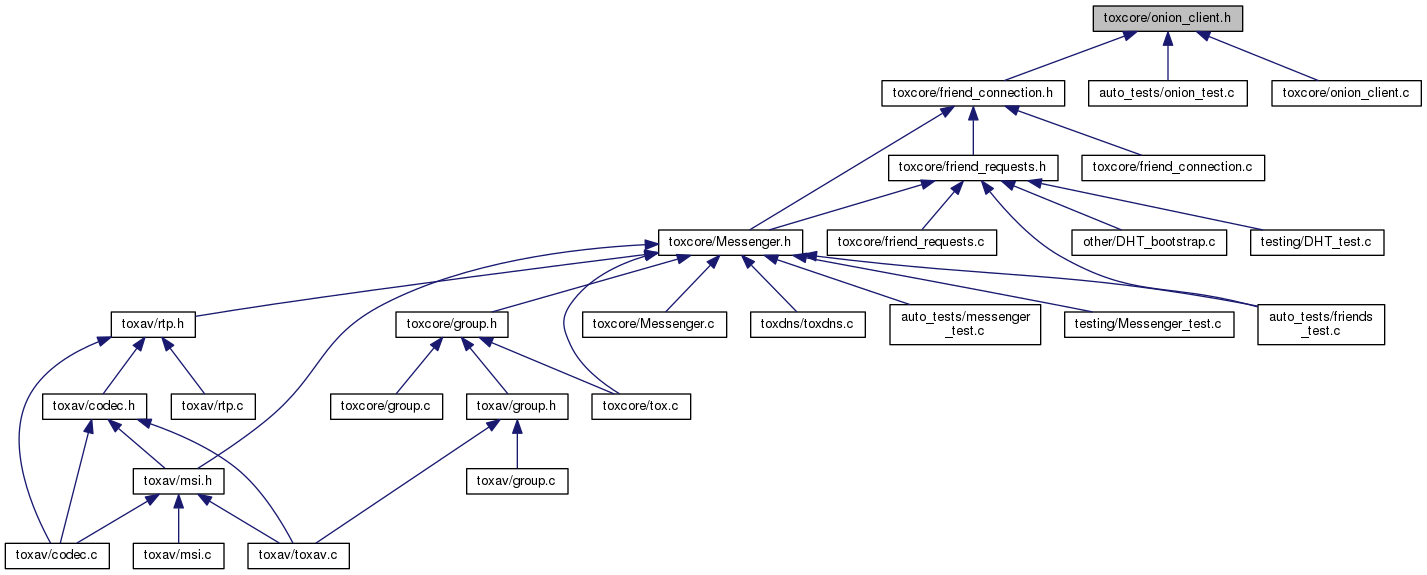 toxcore/onion_client.h
toxcore/friend_connection.h
auto_tests/onion_test.c
toxcore/onion_client.c
toxcore/friend_requests.h
toxcore/friend_connection.c
toxcore/Messenger.h
toxcore/friend_requests.c
other/DHT_bootstrap.c
testing/DHT_test.c
toxav/rtp.h
toxcore/group.h
toxcore/Messenger.c
toxdns/toxdns.c
auto_tests/messenger
_test.c
testing/Messenger_test.c
auto_tests/friends
_test.c
toxav/codec.h
toxav/rtp.c
toxcore/group.c
toxav/group.h
toxcore/tox.c
toxav/msi.h
toxav/group.c
toxav/codec.c
toxav/msi.c
toxav/toxav.c